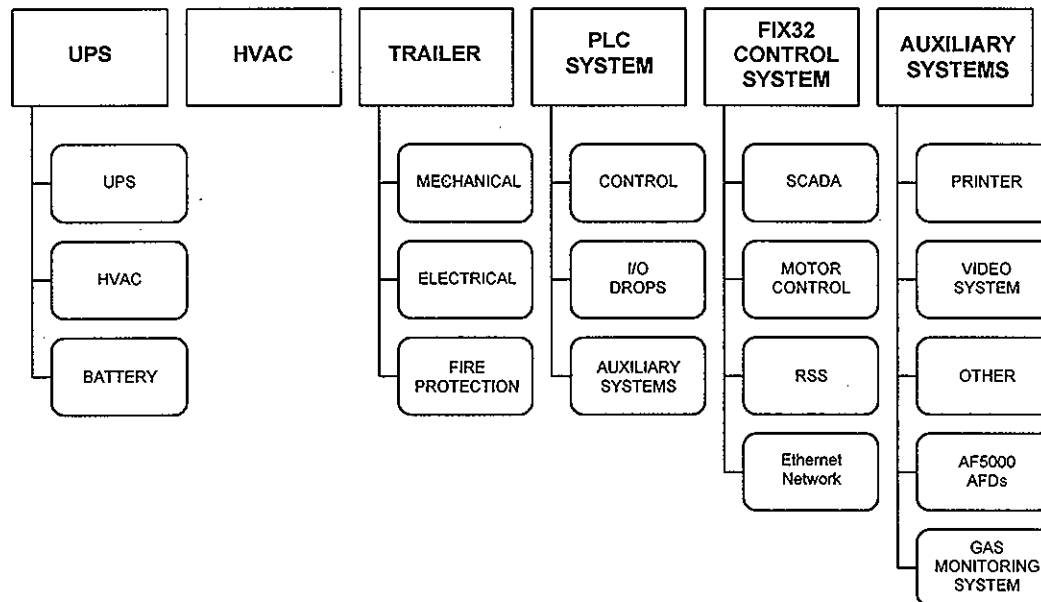 UPS
HVAC
TRAILER
PLC
SYSTEM
FIX32
CONTROL
SYSTEM
AUXILIARY
SYSTEMS
UPS
HVAC
BATTERY
MECHANICAL
ELECTRICAL
FIRE
PROTECTION
CONTROL
I/O
DROPS
AUXILIARY
SYSTEMS
SCADA
MOTOR
CONTROL
RSS
Ethernet
Network
PRINTER
VIDEO
SYSTEM
OTHER
AF5000
AFDs
GAS
MONITORING
SYSTEM